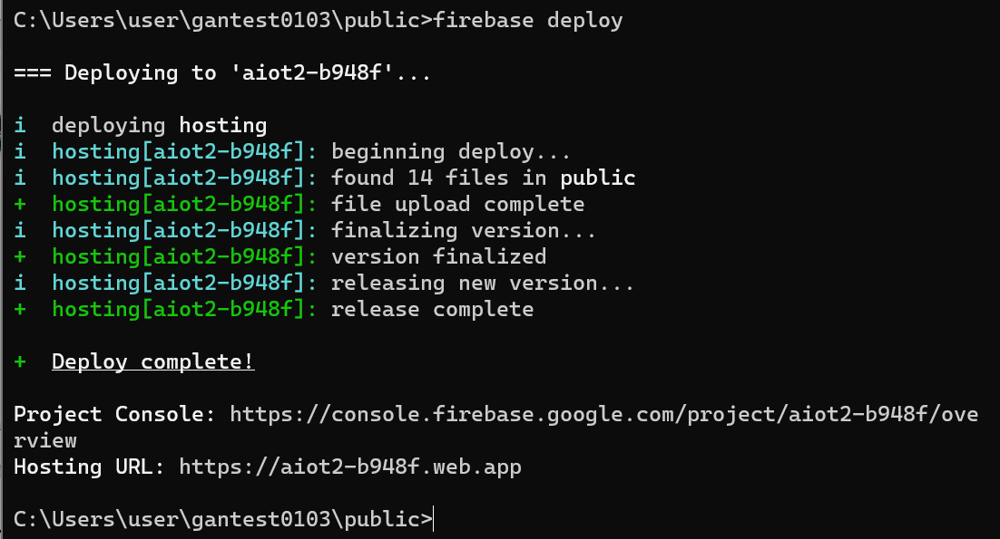 C:\Users\user\gantest0103\public>firebase deploy
=== Deploying to 'aiot2-b948f'...
i  deploying hosting
i  hosting[aiot2-b948f]: beginning deploy...
i  hosting[aiot2-b948f]: found 14 files in public
+  hosting[aiot2-b948f]: file upload complete
i  hosting[aiot2-b948f]: finalizing version...
+  hosting[aiot2-b948f]: version finalized
i  hosting[aiot2-b948f]: releasing new version...
+  hosting[aiot2-b948f]: release complete
+  Deploy complete!
Project Console: https://console.firebase.google.com/project/aiot2-b948f/ove
rview
Hosting URL: https://aiot2-b948f.web.app
C:\Users\user\gantest0103\public>